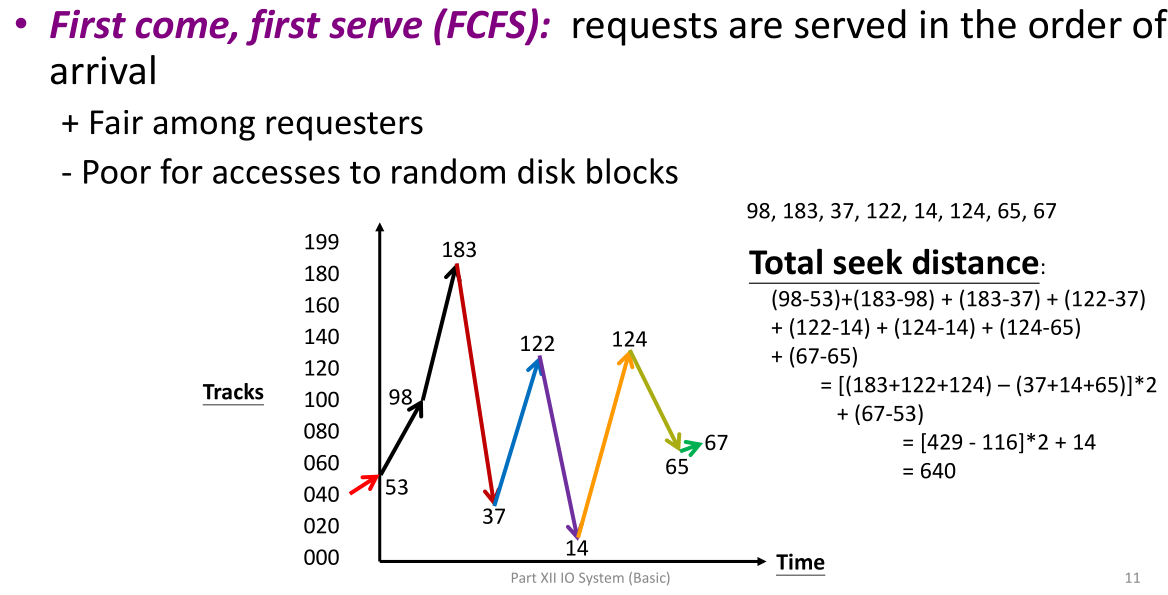 • First come, first serve (FCFS): requests are served in the order of
arrival
+ Fair among requesters
- Poor for accesses to random disk blocks
98, 183, 37, 122, 14, 124, 65, 67
Total seek distance:
(98-53)+(183-98) + (183-37) + (122-37)
+ (122-14) + (124-14) + (124-65)
+ (67-65)
= [(183+122+124) – (37+14+65)]*2
+ (67-53)
= [429 - 116]*2 + 14
= 640
Tracks
199
180
160
140
120
100
080
060
040
020
000
53
98
183
37
122
14
124
65
67
Time
Part XII IO System (Basic)
11